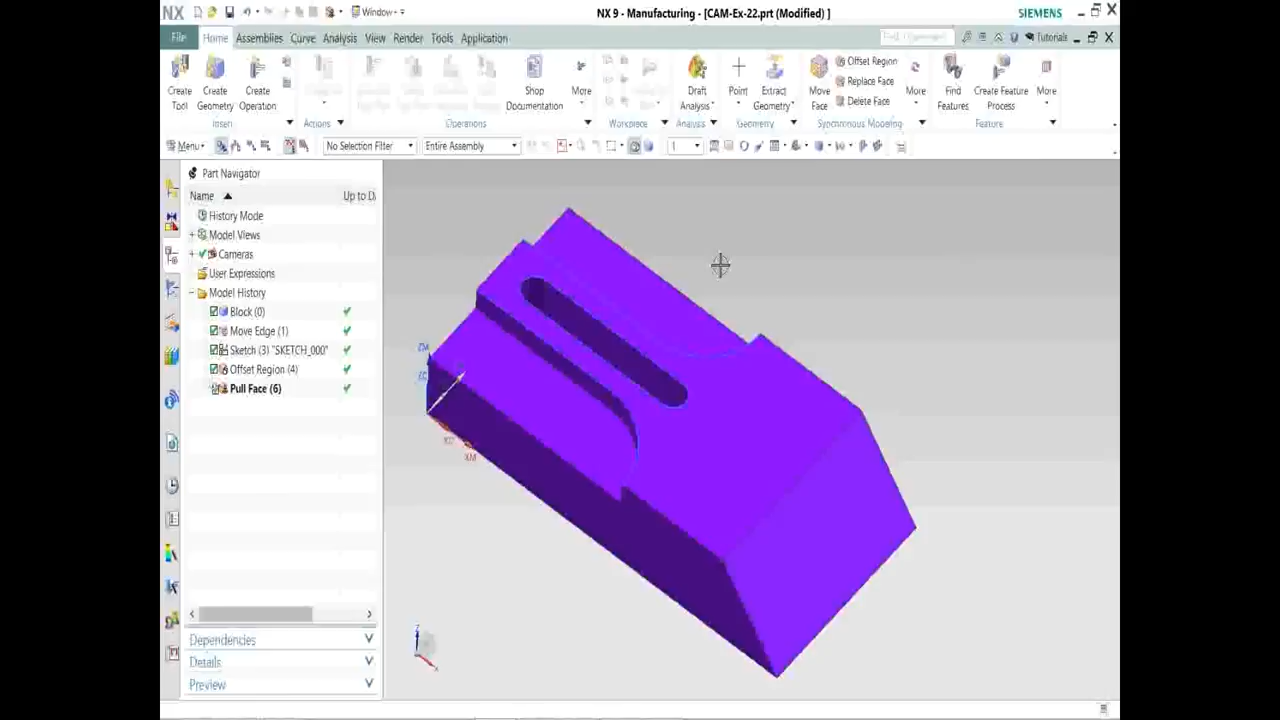 NX Window NX 9 - Manufacturing - [CAM-Ex-22.prt (Modified) ] SIEMENS
File Home Assemblies Curve Analysis View Render Tools Application Tutorials
Create Tool
Create Geometry
Create Operation
Shop Documentation
More
Draft Analysis
Point
Extract Geometry
Move Face
Offset Region
Replace Face
Delete Face
More
Find Features
Create Feature Process
More
Insert Actions Operations Workpiece Analysis Geometry Synchronous Modeling Feature
Menu No Selection Filter Entire Assembly 1
Part Navigator
Name Up to D
History Mode
+ Model Views
+ Cameras
User Expressions
- Model History
Block (0)
Move Edge (1)
Sketch (3) "SKETCH_000"
Offset Region (4)
Pull Face (6)
ZM
ZC
XC
XM
Z
Dependencies
Details
Preview